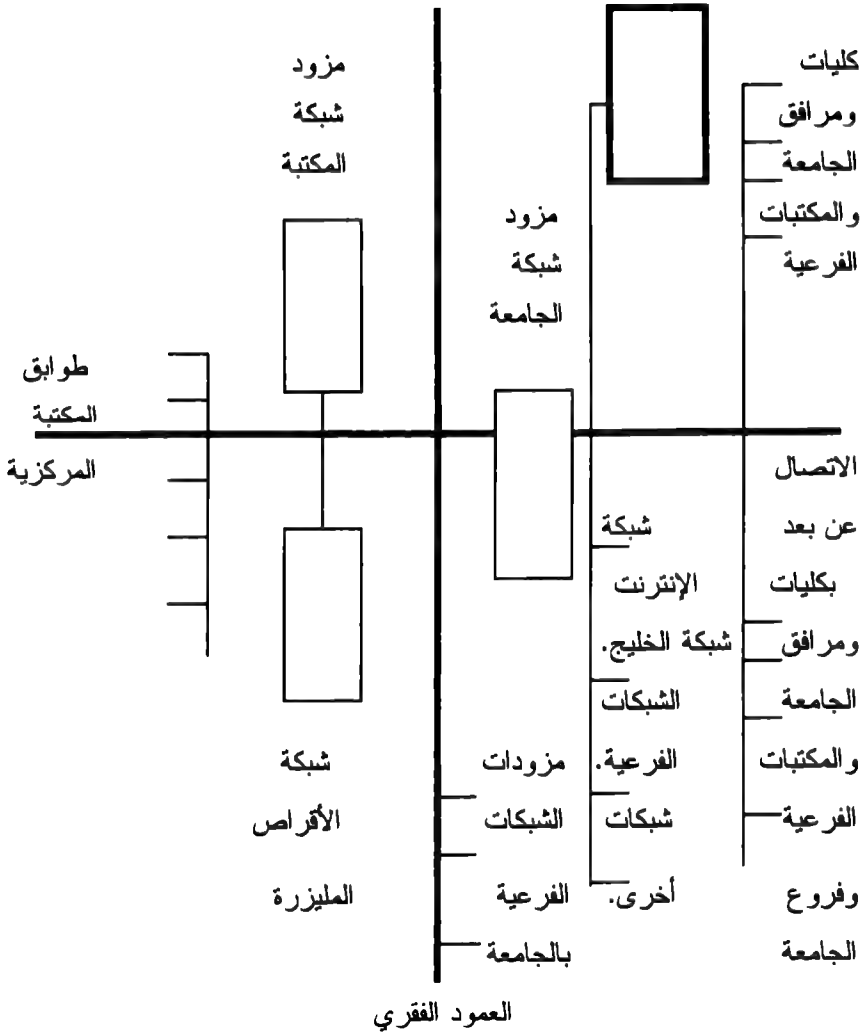 كليات
ومرافق
الجامعة
والمكتبات
الفرعية
مزود
شبكة
المكتبة
مزود
شبكة
الجامعة
طوابق
المكتبة
المركزية
الاتصال
عن بعد
بكليات
ومرافق
الجامعة
والمكتبات
الفرعية
وفروع
الجامعة
شبكة
الإنترنت
شبكة الخليج.
الشبكات
الفرعية.
شبكات
أخرى.
مزودات
الشبكات
الفرعية
بالجامعة
شبكة
الأقراص
المليزرة
العمود الفقري